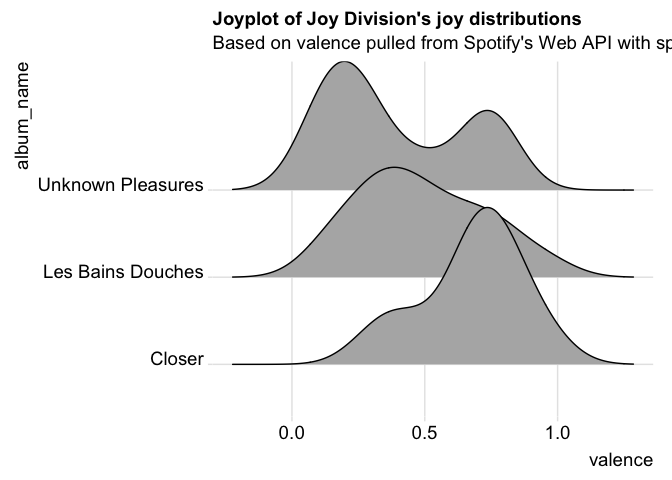 Joyplot of Joy Division's joy distributions
Based on valence pulled from Spotify's Web API with sp
album_name
Unknown Pleasures
Les Bains Douches
Closer
0.0 0.5 1.0
valence